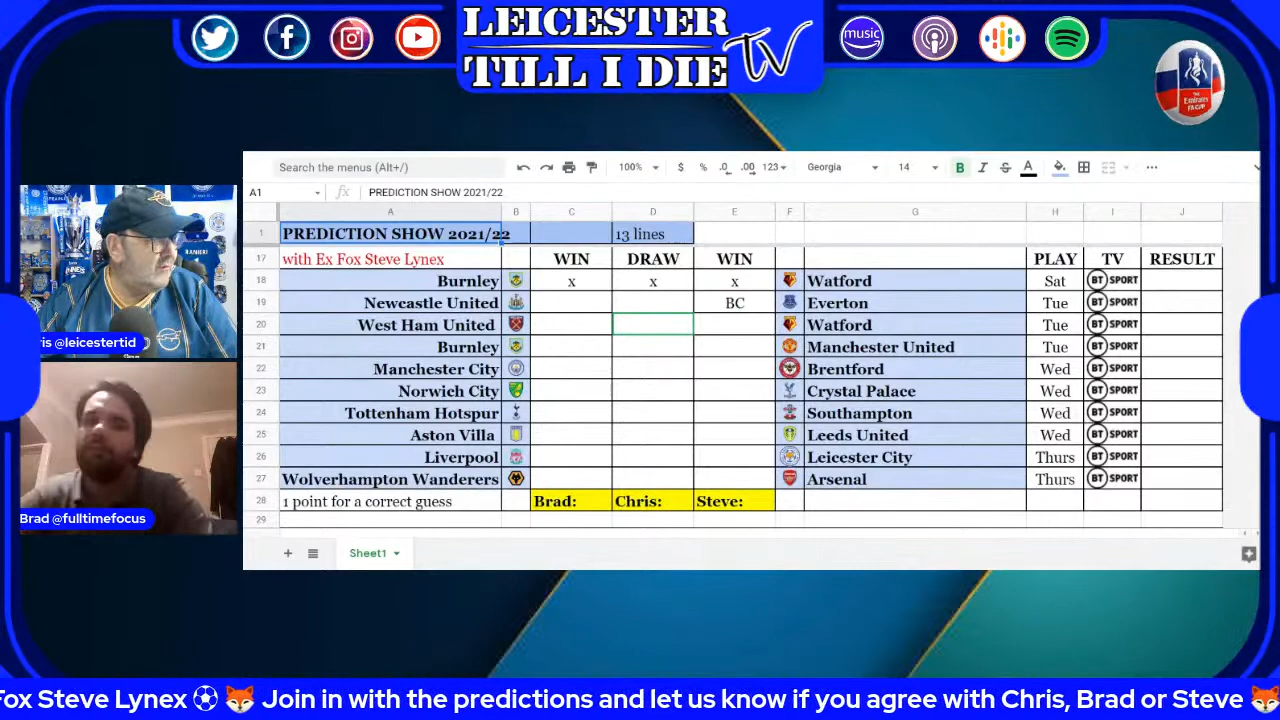 LEICESTER
TILL I DIE TV
music
The Emirates FA CUP
Search the menus (Alt+/)
100%
$ % .0 .00 123
Georgia
14
B I S A
A1
fx PREDICTION SHOW 2021/22
A B C D E F G H I J
1 PREDICTION SHOW 2021/22 13 lines
17 with Ex Fox Steve Lynex WIN DRAW WIN PLAY TV RESULT
18 Burnley x x x Watford Sat BT SPORT
19 Newcastle United BC Everton Tue BT SPORT
20 West Ham United Watford Tue BT SPORT
21 Burnley Manchester United Tue BT SPORT
22 Manchester City Brentford Wed BT SPORT
23 Norwich City Crystal Palace Wed BT SPORT
24 Tottenham Hotspur Southampton Wed BT SPORT
25 Aston Villa Leeds United Wed BT SPORT
26 Liverpool Leicester City Thurs BT SPORT
27 Wolverhampton Wanderers Arsenal Thurs BT SPORT
28 1 point for a correct guess Brad: Chris: Steve:
29
Sheet1
RANIERI
ris @leicestertid
Brad @fulltimefocus
Fox Steve Lynex ⚽ 🦊 Join in with the predictions and let us know if you agree with Chris, Brad or Steve 🦊